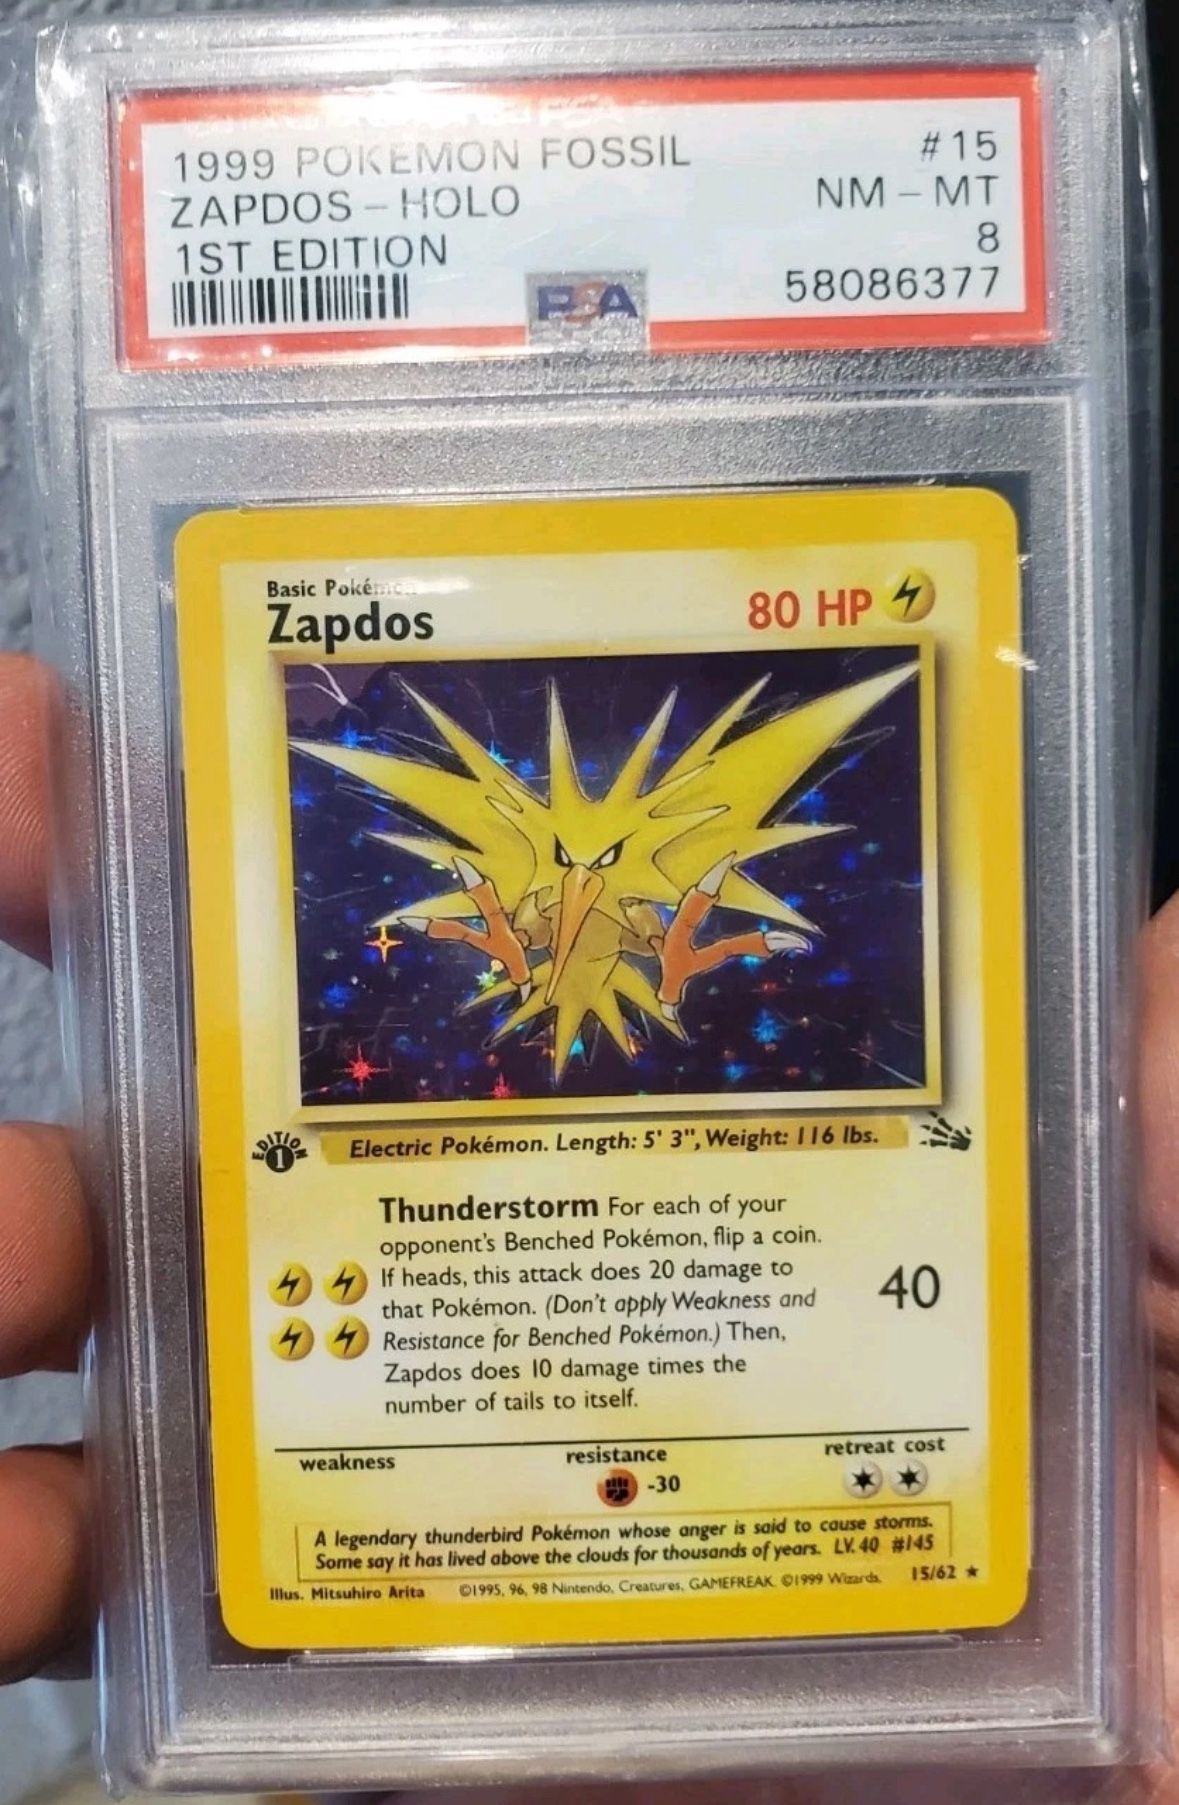 1999 POKEMON FOSSIL #15
ZAPDOS - HOLO NM - MT
1ST EDITION 8
PSA 58086377
Basic Pokémon
Zapdos 80 HP
EDITION
1
Electric Pokémon. Length: 5' 3", Weight: 116 lbs.
Thunderstorm For each of your
opponent's Benched Pokémon, flip a coin.
If heads, this attack does 20 damage to
that Pokémon. (Don't apply Weakness and
Resistance for Benched Pokémon.) Then,
Zapdos does 10 damage times the
number of tails to itself.
40
weakness resistance retreat cost
-30
A legendary thunderbird Pokémon whose anger is said to cause storms.
Some say it has lived above the clouds for thousands of years. LV. 40 #145
Illus. Mitsuhiro Arita ©1995, 96, 98 Nintendo, Creatures, GAMEFREAK. ©1999 Wizards. 15/62 ★